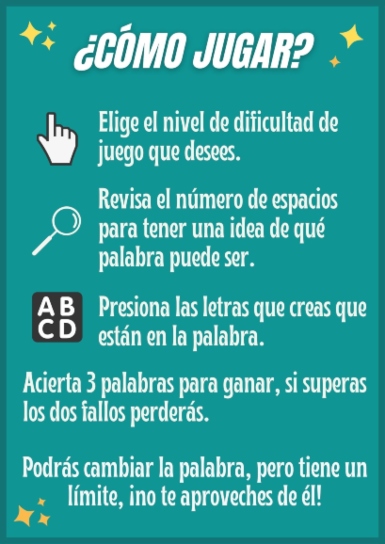 ¿CÓMO JUGAR?
Elige el nivel de dificultad de
juego que desees.
Revisa el número de espacios
para tener una idea de qué
palabra puede ser.
AB
CD
Presiona las letras que creas que
están en la palabra.
Acierta 3 palabras para ganar, si superas
los dos fallos perderás.
Podrás cambiar la palabra, pero tiene un
límite, ¡no te aproveches de él!